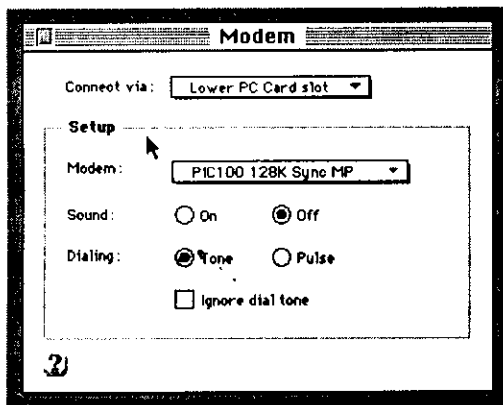 Modem
Connect via: Lower PC Card slot
Setup
Modem: PIC100 128K Sync MP
Sound: On Off
Dialing: Tone Pulse
Ignore dial tone
?